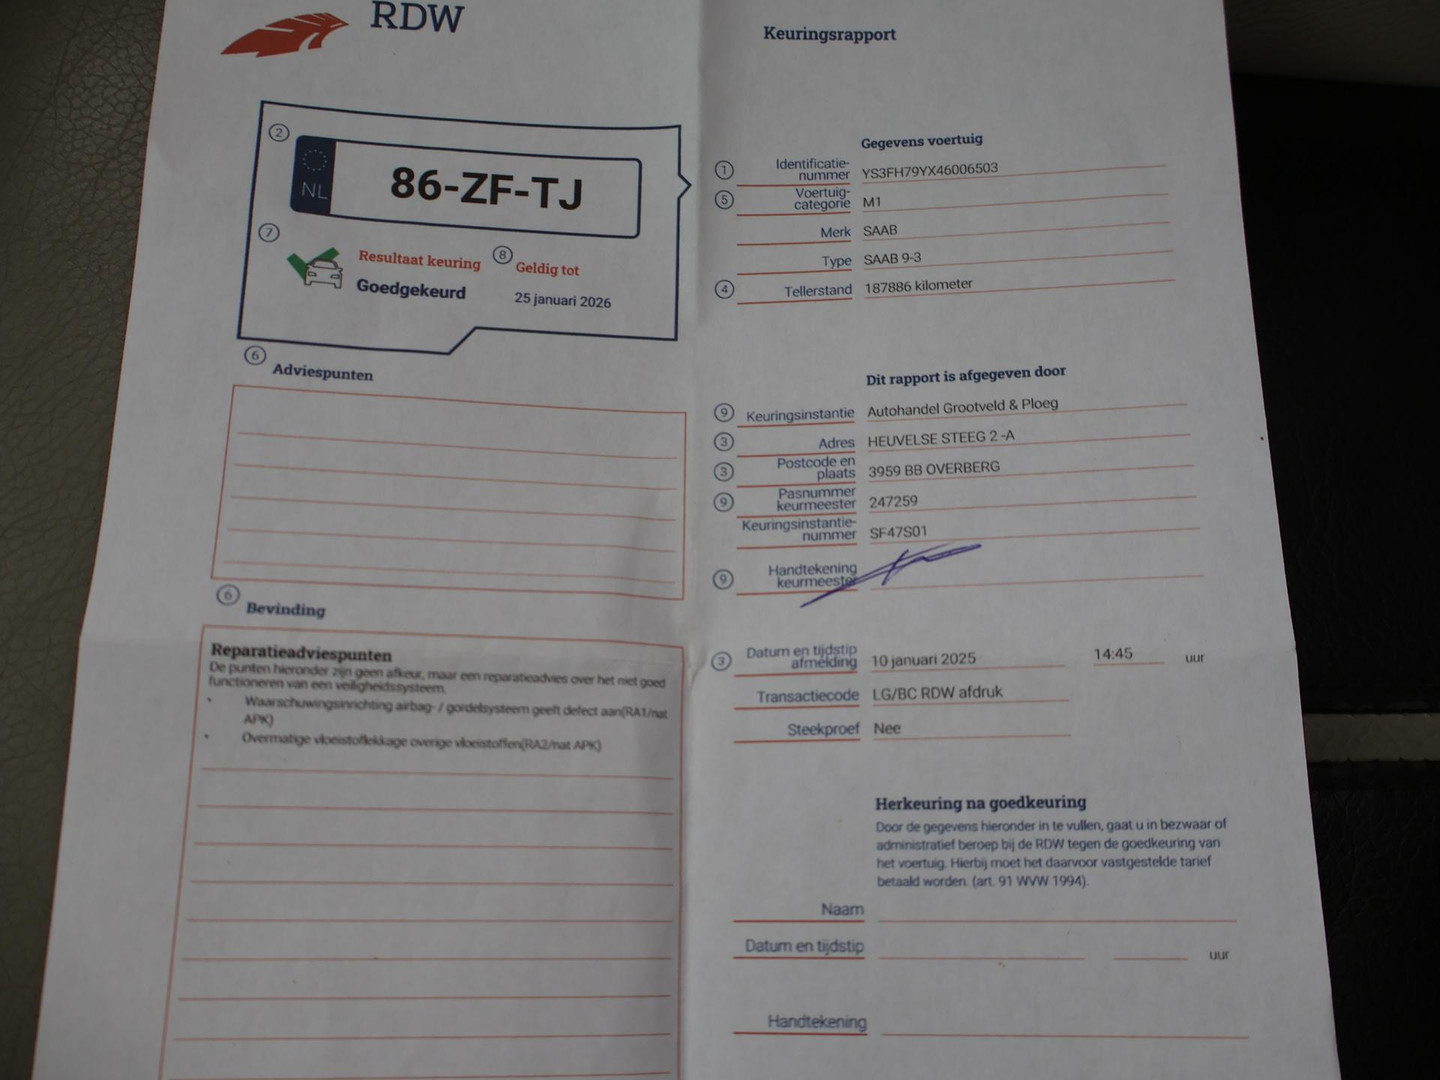 RDW
Keuringsrapport
2
NL
86-ZF-TJ
7
Resultaat keuring
Goedgekeurd
8
Geldig tot
25 januari 2026
6
Adviespunten
6
Bevinding
Reparatieadviespunten
De punten hieronder zijn geen afkeur, maar een reparatieadvies over het niet goed
functioneren van een veiligheidssysteem.
• Waarschuwingsinrichting airbag- / gordelsysteem geeft defect aan(RA1/nat
APK)
• Overmatige vloeistoflekkage overige vloeistoffen(RA2/nat APK)
Gegevens voertuig
1
Identificatie-
nummer YS3FH79YX46006503
5
Voertuig-
categorie M1
Merk SAAB
Type SAAB 9-3
4
Tellerstand 187886 kilometer
Dit rapport is afgegeven door
9
Keuringsinstantie Autohandel Grootveld & Ploeg
3
Adres HEUVELSE STEEG 2 -A
3
Postcode en
plaats 3959 BB OVERBERG
9
Pasnummer
keurmeester 247259
Keuringsinstantie-
nummer SF47S01
9
Handtekening
keurmeester
3
Datum en tijdstip
afmelding 10 januari 2025 14:45 uur
Transactiecode LG/BC RDW afdruk
Steekproef Nee
Herkeuring na goedkeuring
Door de gegevens hieronder in te vullen, gaat u in bezwaar of
administratief beroep bij de RDW tegen de goedkeuring van
het voertuig. Hierbij moet het daarvoor vastgestelde tarief
betaald worden. (art. 91 WVW 1994).
Naam
Datum en tijdstip uur
Handtekening